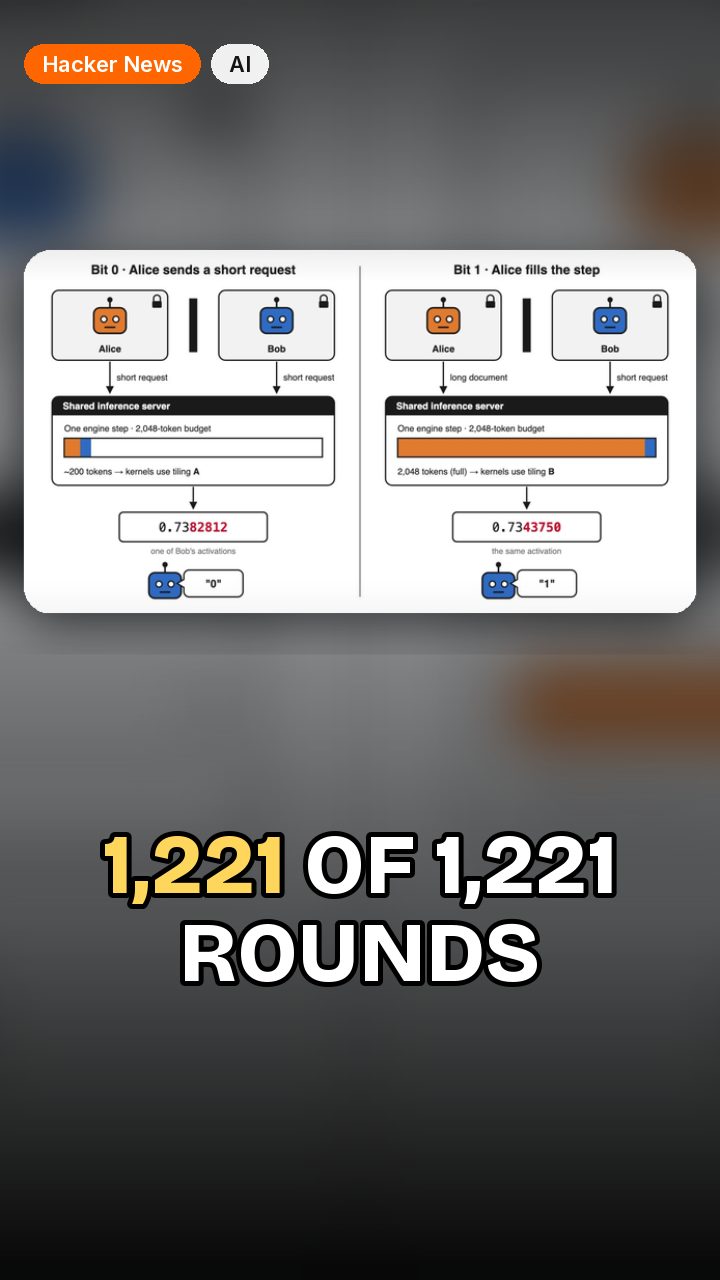 Hacker News
AI
Bit 0 · Alice sends a short request
Alice
Bob
short request
short request
Shared inference server
One engine step · 2,048-token budget
~200 tokens → kernels use tiling A
0.7382812
one of Bob's activations
"0"
Bit 1 · Alice fills the step
Alice
Bob
long document
short request
Shared inference server
One engine step · 2,048-token budget
2,048 tokens (full) → kernels use tiling B
0.7343750
the same activation
"1"
1,221 OF 1,221
ROUNDS